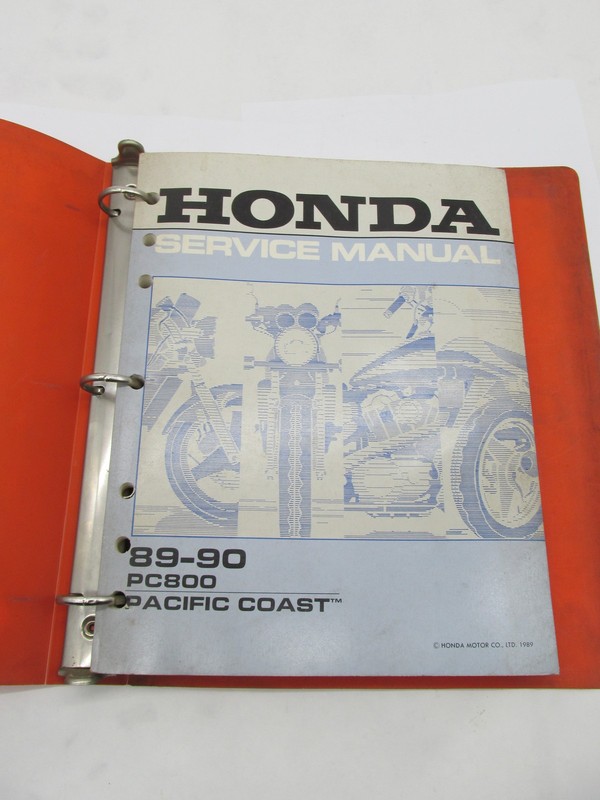 HONDA
SERVICE MANUAL
89-90
PC800
PACIFIC COAST™
© HONDA MOTOR CO., LTD. 1989